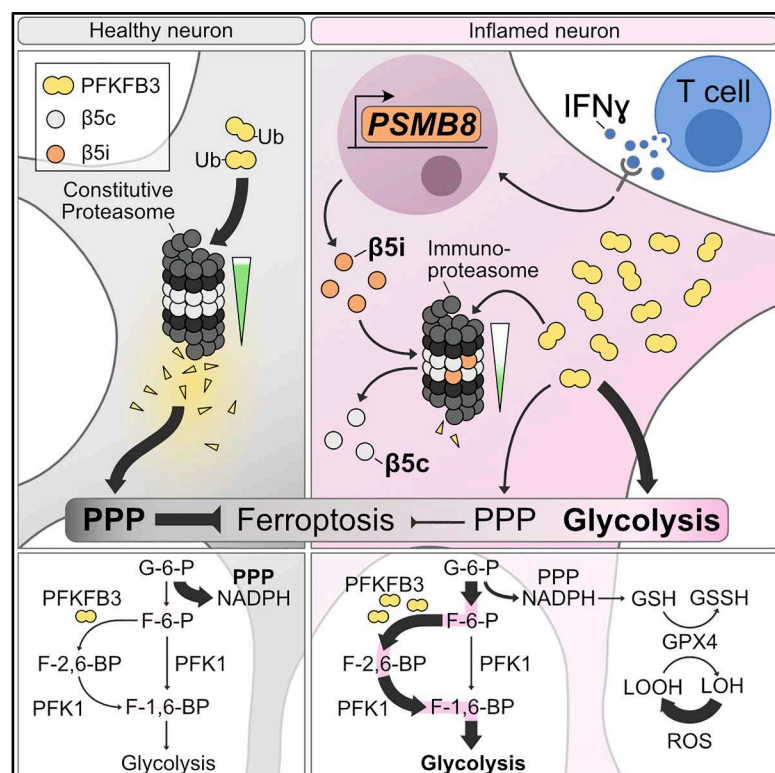 Healthy neuron
Inflamed neuron
PFKFB3
β5c
β5i
Ub
Ub
Constitutive
Proteasome
PSMB8
IFNγ
T cell
β5i
Immuno-
proteasome
β5c
PPP
Ferroptosis
PPP
Glycolysis
G-6-P
PPP
NADPH
PFKFB3
F-6-P
F-2,6-BP
PFK1
PFK1
F-1,6-BP
Glycolysis
G-6-P
PPP
NADPH
GSH
GSSH
PFKFB3
F-6-P
GPX4
F-2,6-BP
PFK1
LOOH
LOH
PFK1
F-1,6-BP
ROS
Glycolysis